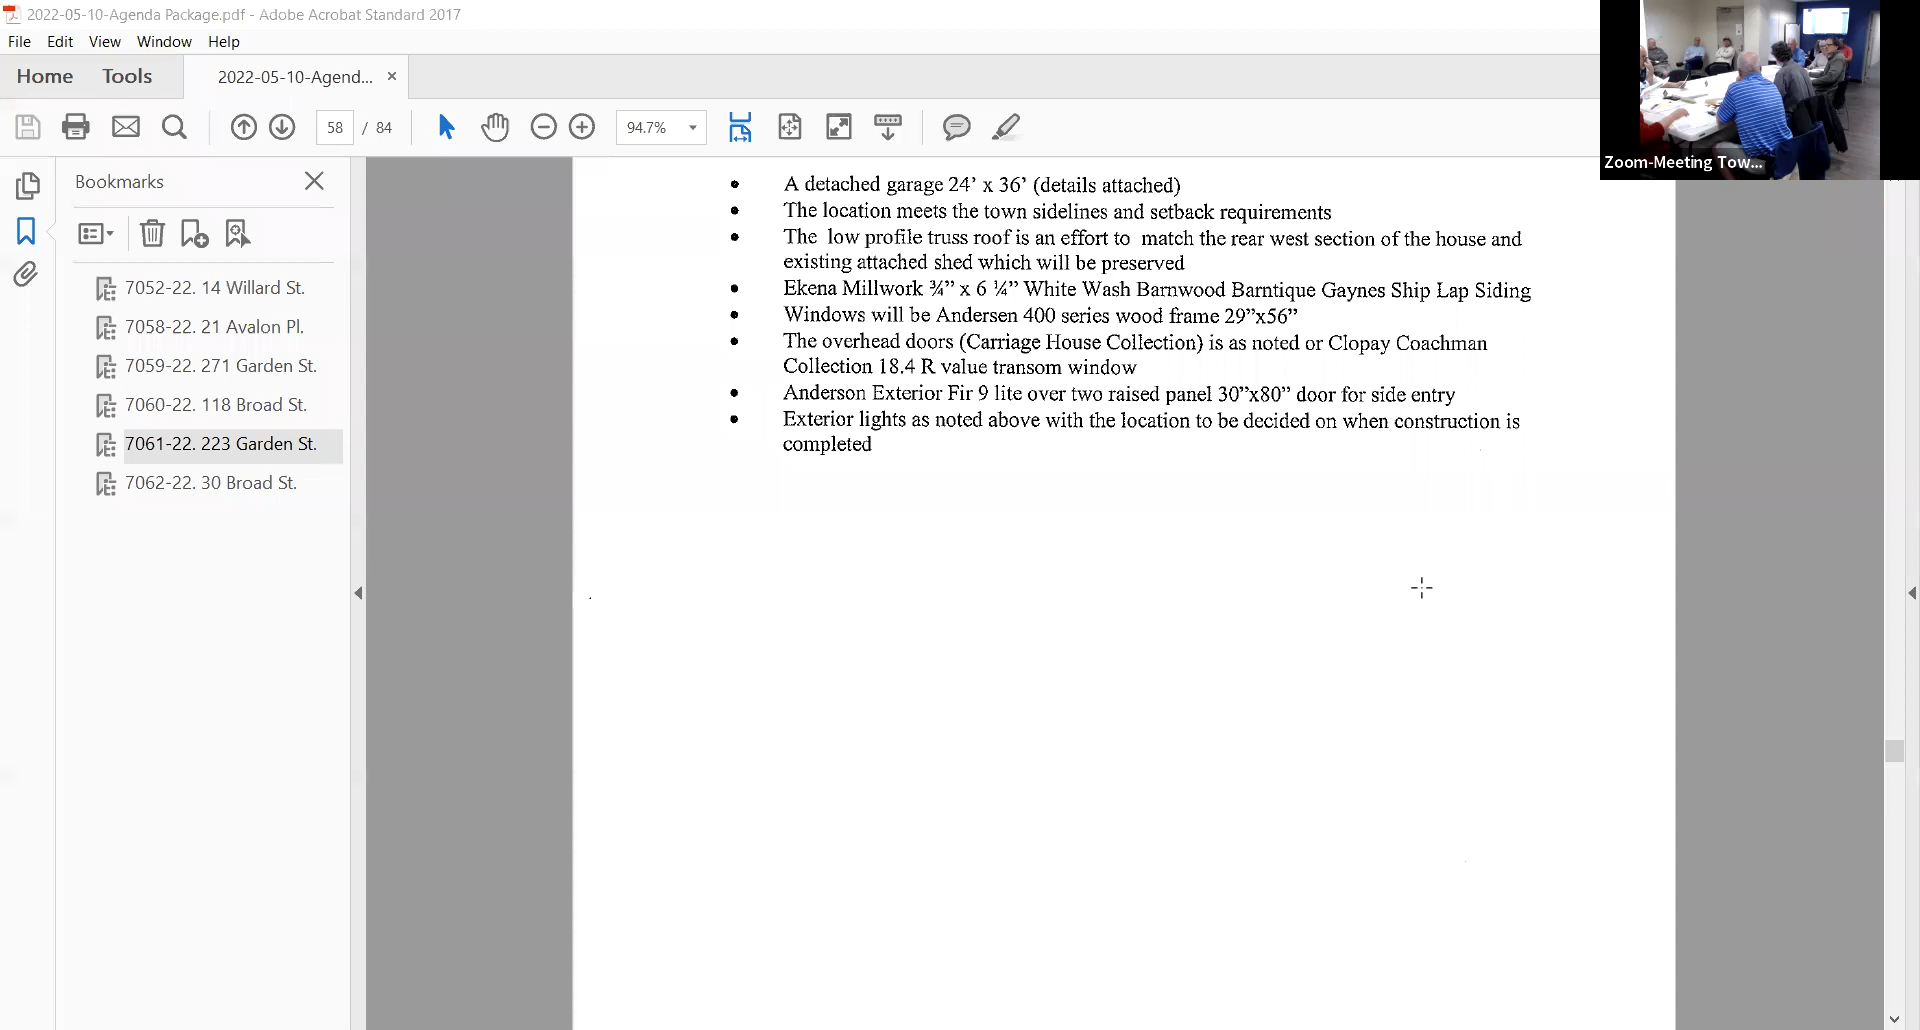 2022-05-10-Agenda Package.pdf - Adobe Acrobat Standard 2017
File Edit View Window Help
Home Tools 2022-05-10-Agend... ×
58 / 84 94.7%
Zoom-Meeting Tow...
Bookmarks
7052-22. 14 Willard St.
7058-22. 21 Avalon Pl.
7059-22. 271 Garden St.
7060-22. 118 Broad St.
7061-22. 223 Garden St.
7062-22. 30 Broad St.
• A detached garage 24’ x 36’ (details attached)
• The location meets the town sidelines and setback requirements
• The low profile truss roof is an effort to match the rear west section of the house and
existing attached shed which will be preserved
• Ekena Millwork ¾” x 6 ¼” White Wash Barnwood Barntique Gaynes Ship Lap Siding
• Windows will be Andersen 400 series wood frame 29”x56”
• The overhead doors (Carriage House Collection) is as noted or Clopay Coachman
Collection 18.4 R value transom window
• Anderson Exterior Fir 9 lite over two raised panel 30”x80” door for side entry
• Exterior lights as noted above with the location to be decided on when construction is
completed